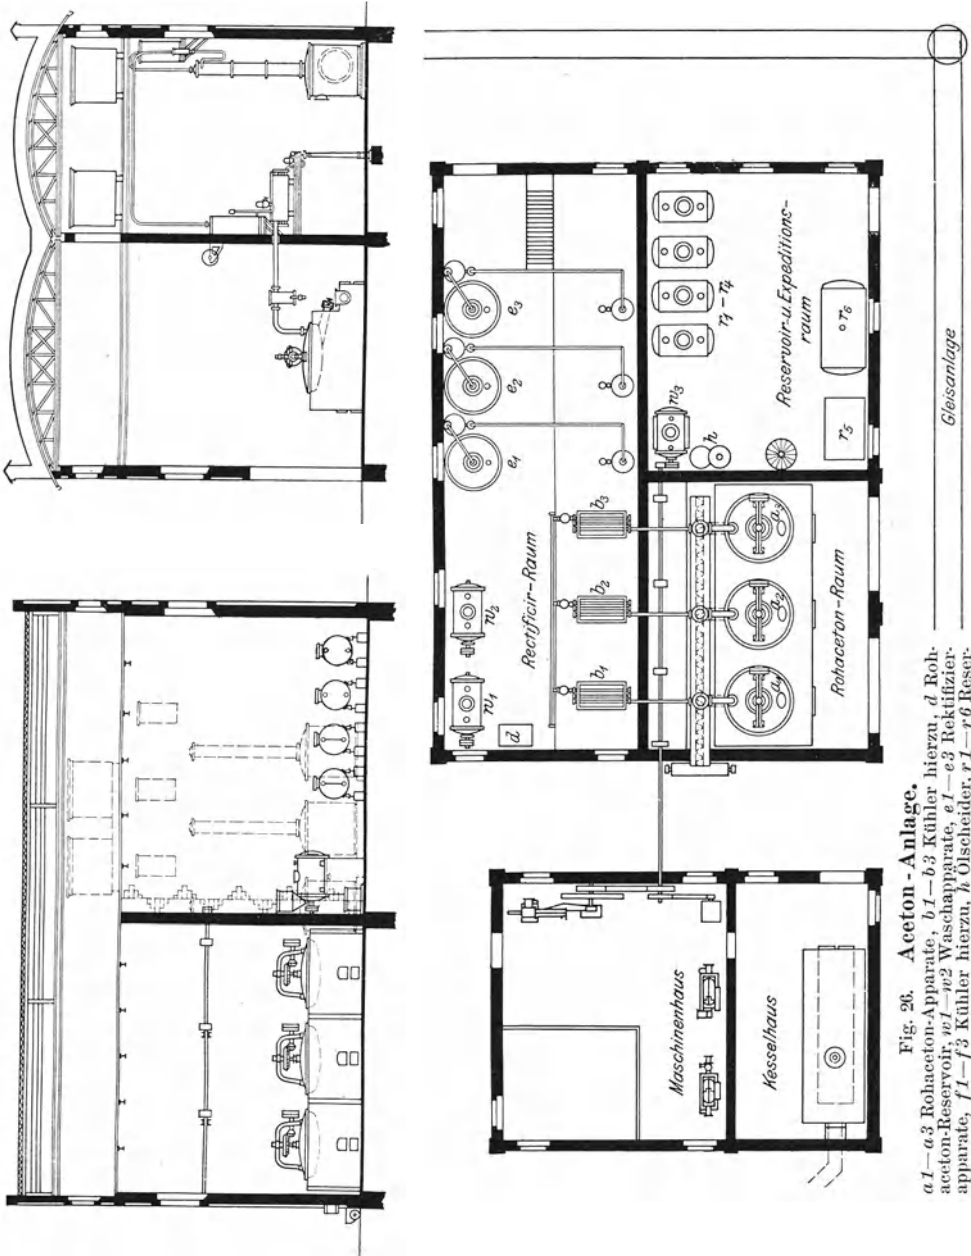 e3
e2
e1
w2
w1
d
Rectificir-Raum
b3
b2
b1
w3
h
r1–r4
Reservoir- u. Expeditions-
raum
r6
r5
a3
a2
a1
Rohaceton-Raum
Gleisanlage
Maschinenhaus
Kesselhaus
Fig. 26. Aceton-Anlage.
a1—a3 Rohaceton-Apparate, b1—b3 Kühler hierzu, d Roh-
aceton-Reservoir, w1—w2 Waschapparate, e1—e3 Rektifizier-
apparate, f1—f3 Kühler hierzu, h Ölscheider, r1—r6 Reser-